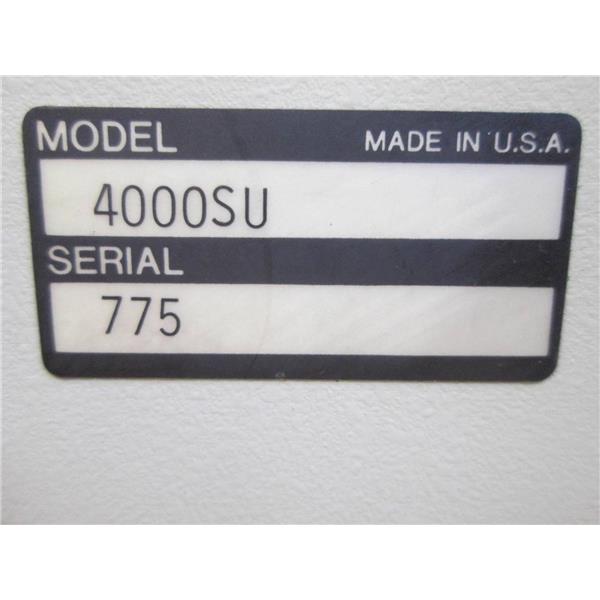 MODEL MADE IN U.S.A.
4000SU
SERIAL
775